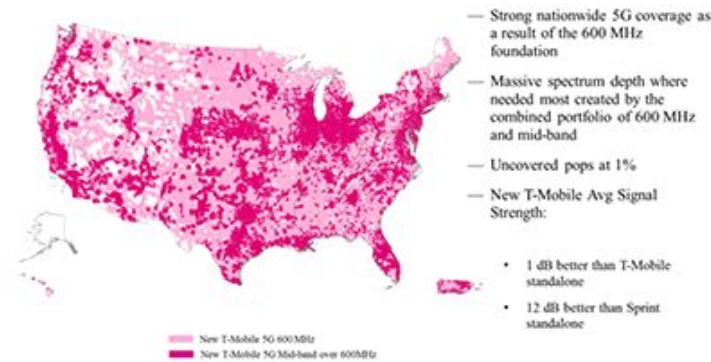 — Strong nationwide 5G coverage as
a result of the 600 MHz
foundation
— Massive spectrum depth where
needed most created by the
combined portfolio of 600 MHz
and mid-band
— Uncovered pops at 1%
— New T-Mobile Avg Signal
Strength:
• 1 dB better than T-Mobile
standalone
• 12 dB better than Sprint
standalone
New T-Mobile 5G 600 MHz
New T-Mobile 5G Mid-band over 600MHz